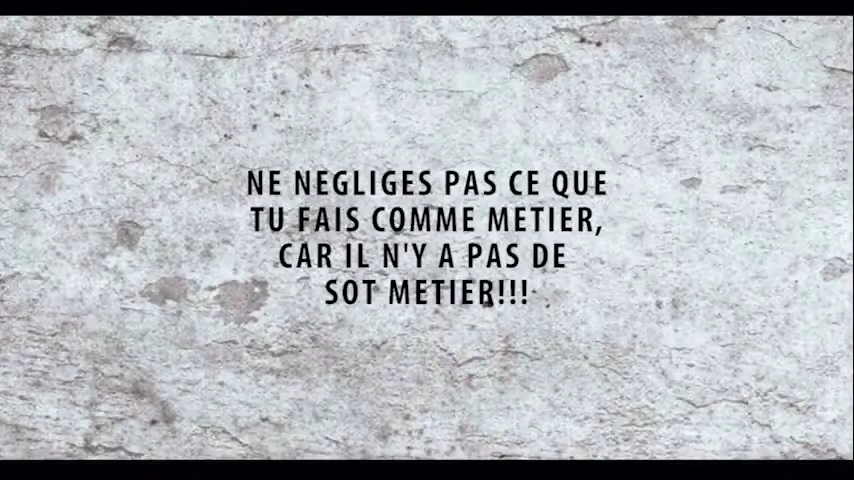 NE NEGLIGES PAS CE QUE
TU FAIS COMME METIER,
CAR IL N'Y A PAS DE
SOT METIER!!!